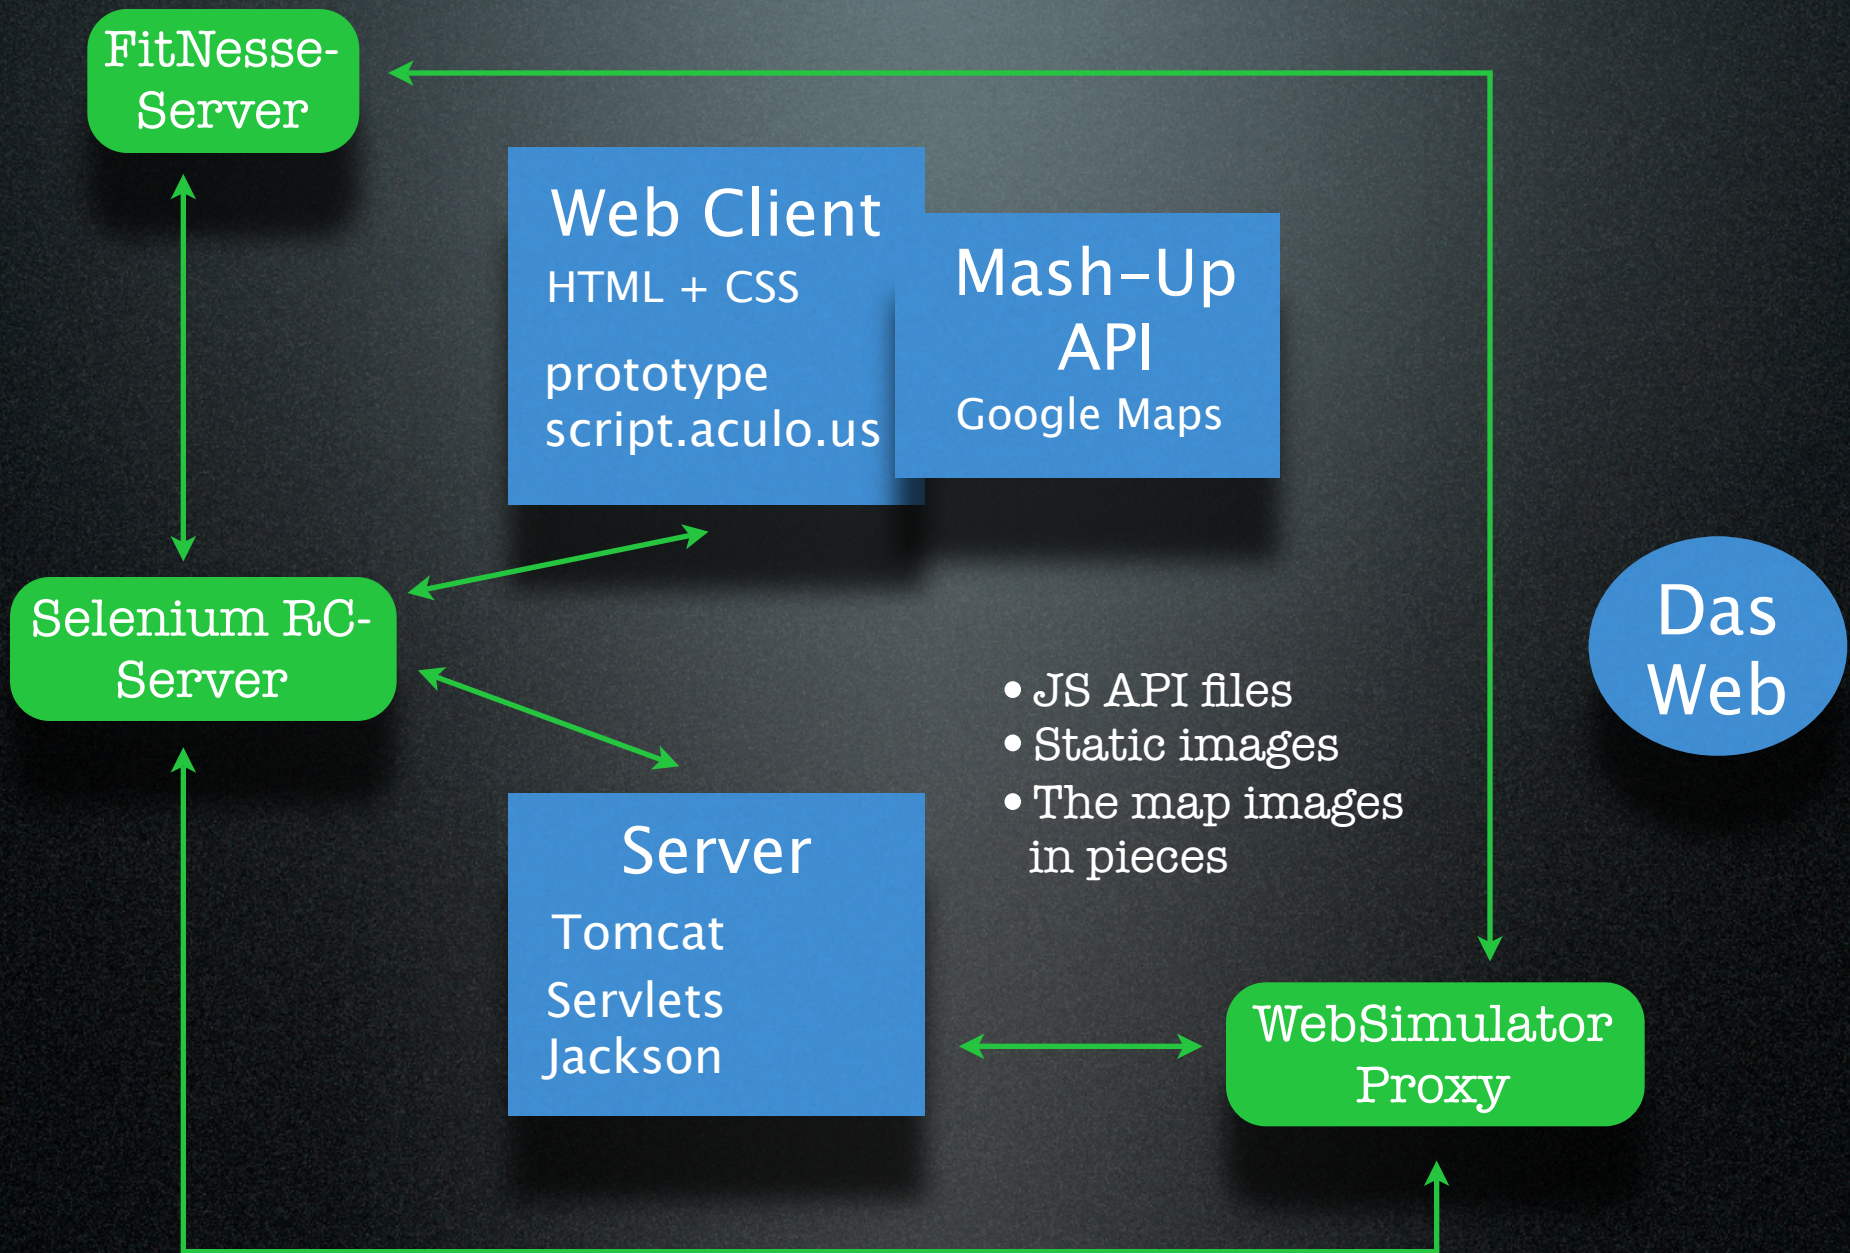 FitNesse-
Server
Web Client
HTML + CSS
prototype
script.aculo.us
Mash-Up
API
Google Maps
Selenium RC-
Server
Das
Web
• JS API files
• Static images
• The map images
in pieces
Server
Tomcat
Servlets
Jackson
WebSimulator
Proxy